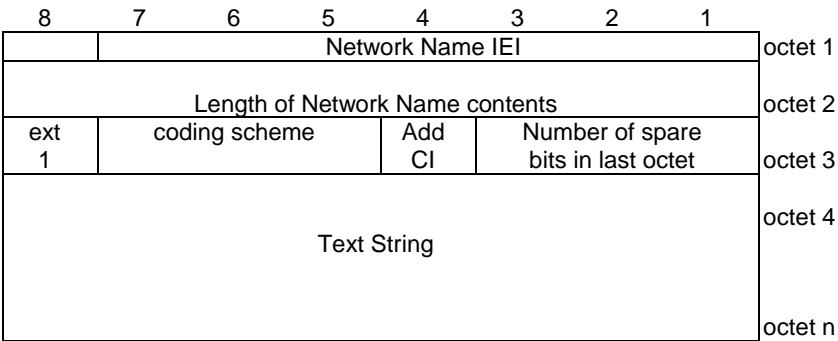 8 7 6 5 4 3 2 1
Network Name IEI octet 1
Length of Network Name contents octet 2
ext coding scheme Add Number of spare
1 CI bits in last octet octet 3
octet 4
Text String
octet n